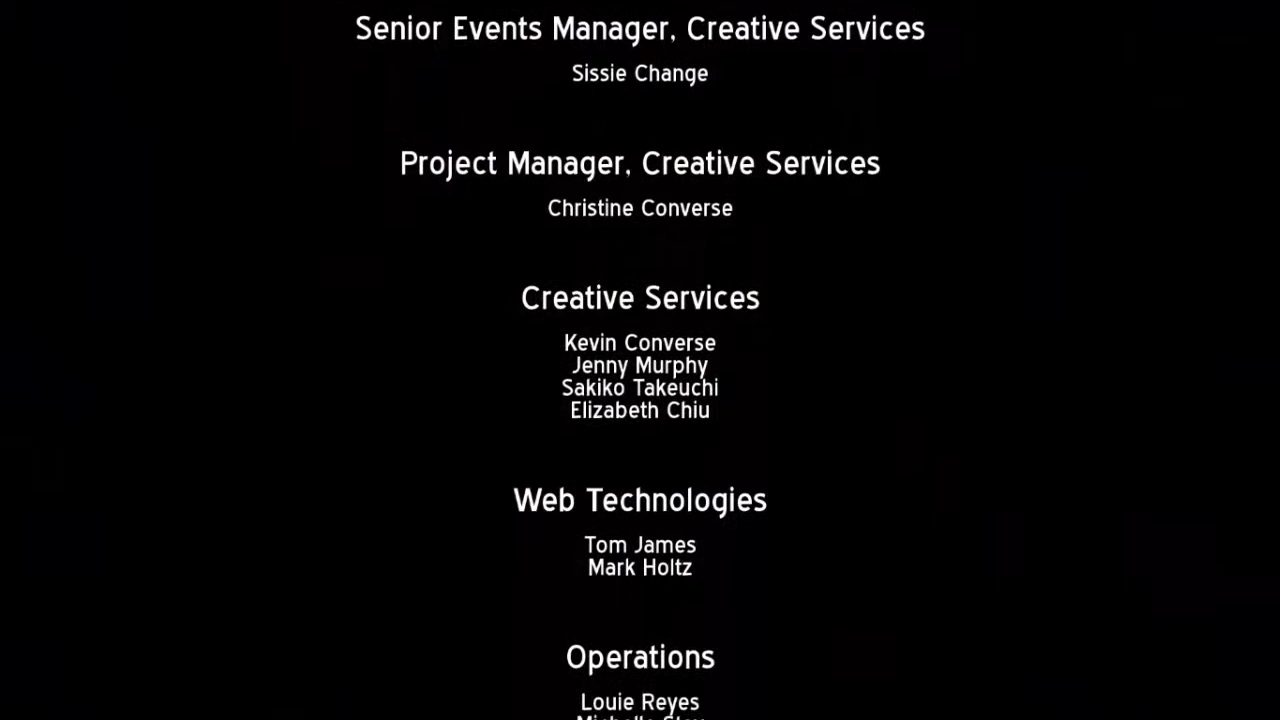 Senior Events Manager, Creative Services
Sissie Change
Project Manager, Creative Services
Christine Converse
Creative Services
Kevin Converse
Jenny Murphy
Sakiko Takeuchi
Elizabeth Chiu
Web Technologies
Tom James
Mark Holtz
Operations
Louie Reyes